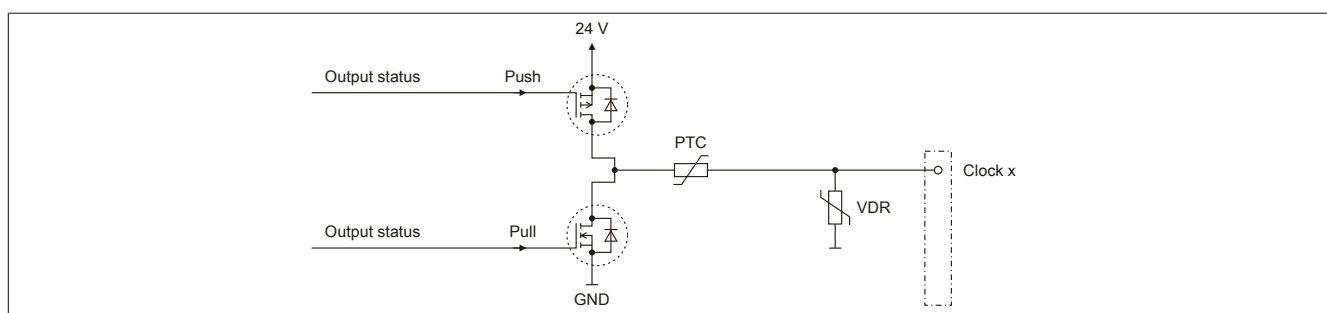 24 V
Output status
Push
PTC
Clock x
VDR
Output status
Pull
GND